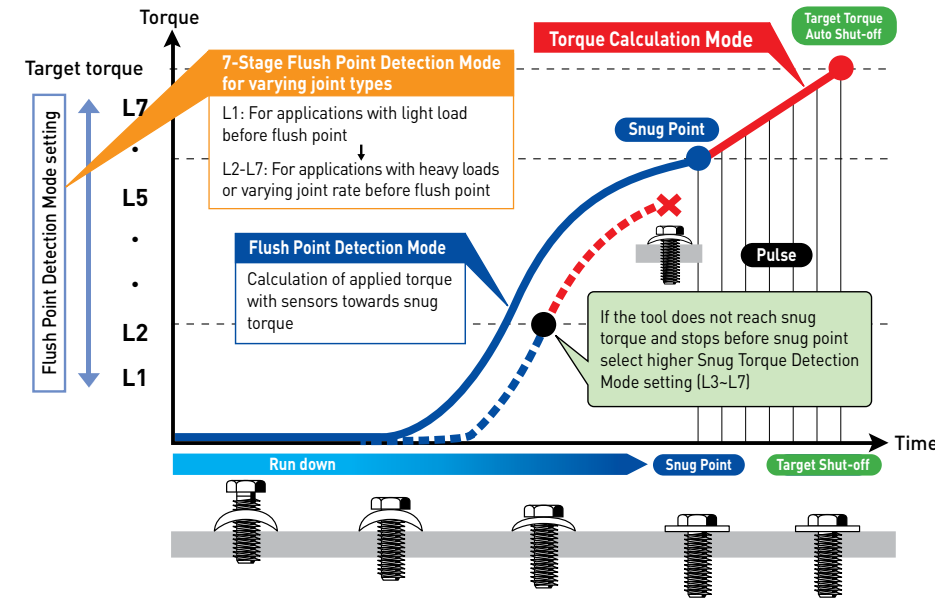 Torque
Target Torque
Auto Shut-off
Torque Calculation Mode
Target torque
7-Stage Flush Point Detection Mode
for varying joint types
L1: For applications with light load
before flush point
L2-L7: For applications with heavy loads
or varying joint rate before flush point
Flush Point Detection Mode setting
L7
L5
L2
L1
Snug Point
Flush Point Detection Mode
Calculation of applied torque
with sensors towards snug
torque
Pulse
If the tool does not reach snug
torque and stops before snug point
select higher Snug Torque Detection
Mode setting (L3~L7)
Time
Run down
Snug Point
Target Shut-off